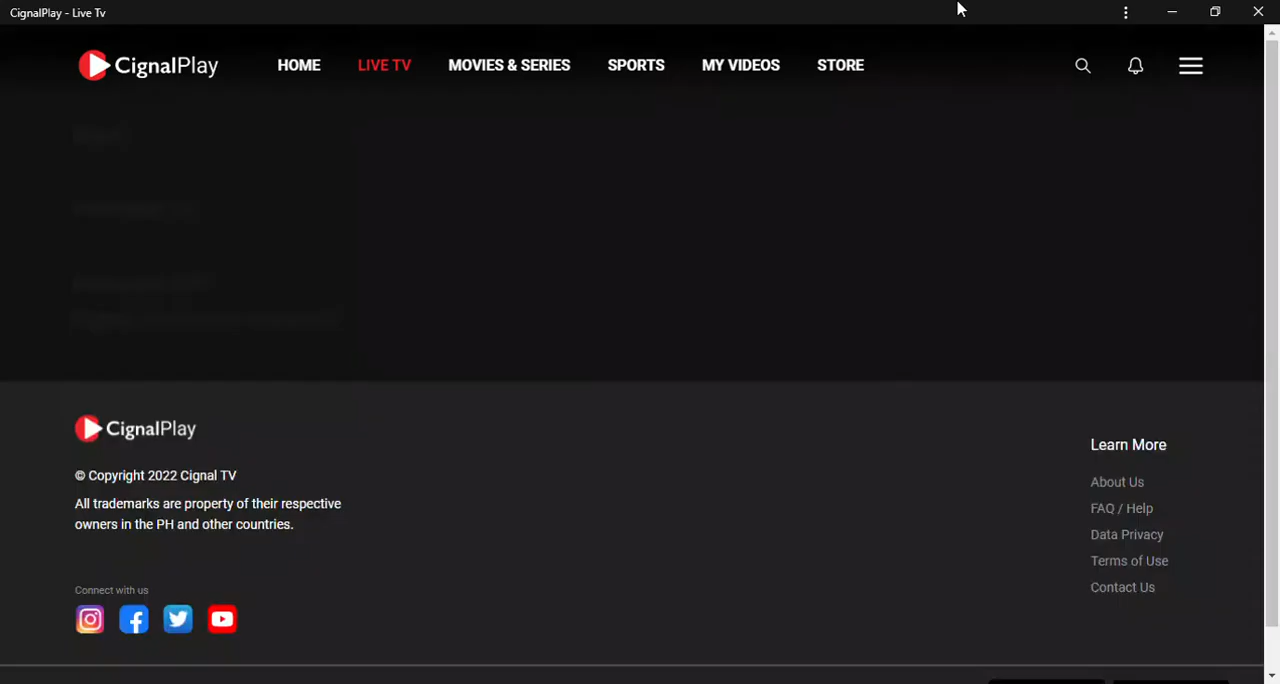 CignalPlay - Live Tv
CignalPlay HOME LIVE TV MOVIES & SERIES SPORTS MY VIDEOS STORE
CignalPlay
© Copyright 2022 Cignal TV
All trademarks are property of their respective
owners in the PH and other countries.
Connect with us
Learn More
About Us
FAQ / Help
Data Privacy
Terms of Use
Contact Us